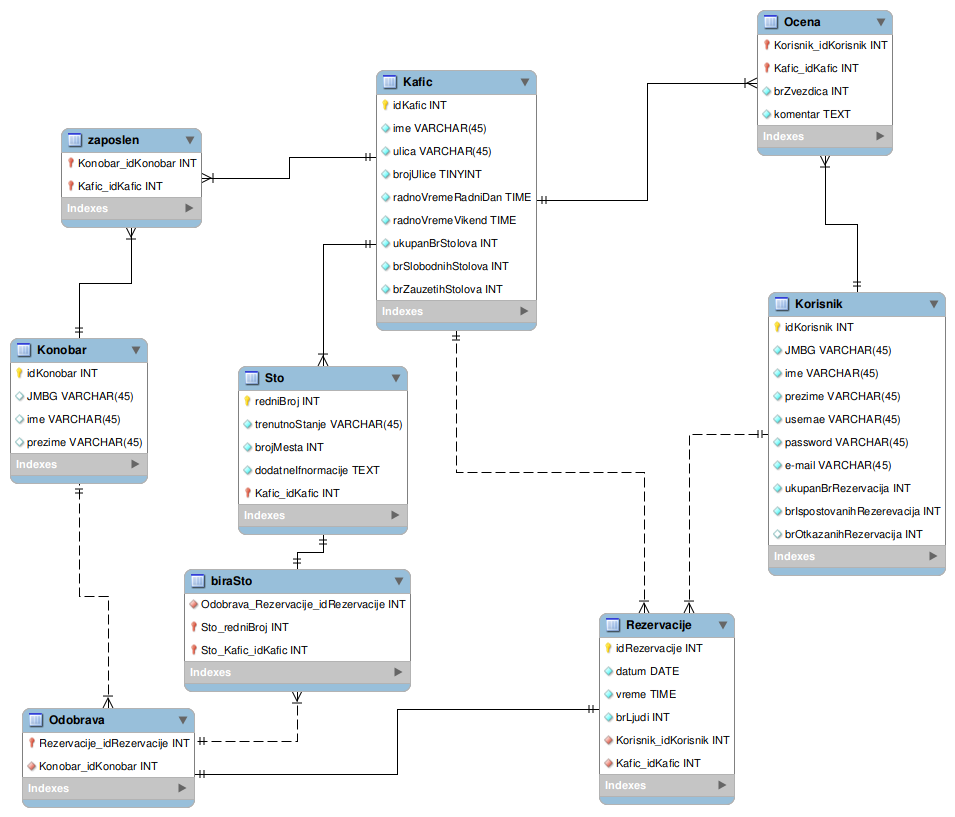 Ocena
Korisnik_idKorisnik INT
Kafic_idKafic INT
brZvezdica INT
komentar TEXT
Indexes
Kafic
idKafic INT
ime VARCHAR(45)
ulica VARCHAR(45)
brojUlice TINYINT
radnoVremeRadniDan TIME
radnoVremeVikend TIME
ukupanBrStolova INT
brSlobodnihStolova INT
brZauzetihStolova INT
Indexes
zaposlen
Konobar_idKonobar INT
Kafic_idKafic INT
Indexes
Korisnik
idKorisnik INT
JMBG VARCHAR(45)
ime VARCHAR(45)
prezime VARCHAR(45)
usernae VARCHAR(45)
password VARCHAR(45)
e-mail VARCHAR(45)
ukupanBrRezervacija INT
brIspostovanihRezerevacija INT
brOtkazanihRezervacija INT
Indexes
Konobar
idKonobar INT
JMBG VARCHAR(45)
ime VARCHAR(45)
prezime VARCHAR(45)
Indexes
Sto
redniBroj INT
trenutnoStanje VARCHAR(45)
brojMesta INT
dodatneIfnormacije TEXT
Kafic_idKafic INT
Indexes
biraSto
Odobrava_Rezervacije_idRezervacije INT
Sto_redniBroj INT
Sto_Kafic_idKafic INT
Indexes
Rezervacije
idRezervacije INT
datum DATE
vreme TIME
brLjudi INT
Korisnik_idKorisnik INT
Kafic_idKafic INT
Indexes
Odobrava
Rezervacije_idRezervacije INT
Konobar_idKonobar INT
Indexes